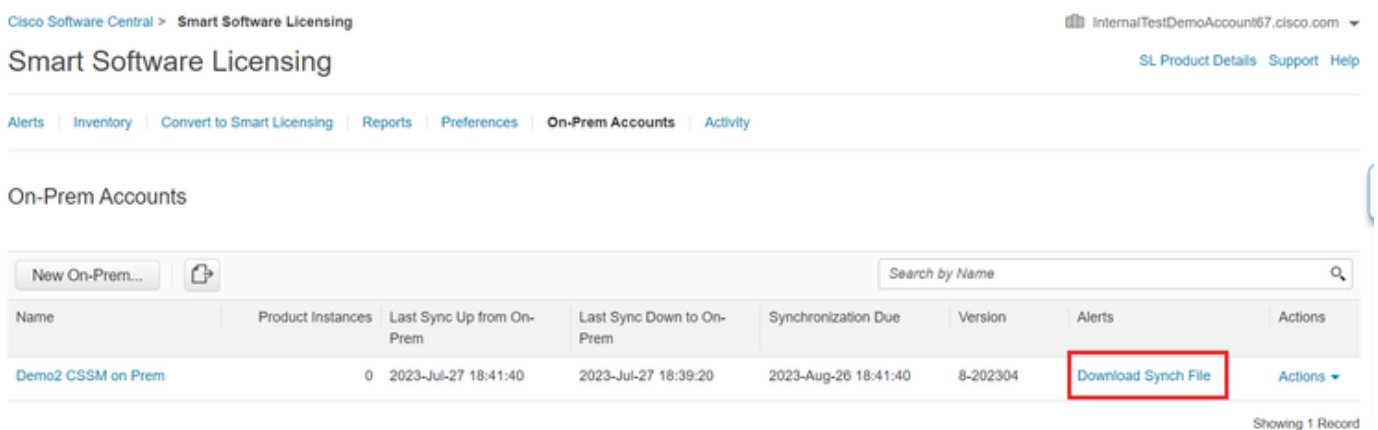 Cisco Software Central > Smart Software Licensing
InternalTestDemoAccount67.cisco.com
Smart Software Licensing
SL Product Details Support Help
Alerts Inventory Convert to Smart Licensing Reports Preferences On-Prem Accounts Activity
On-Prem Accounts
New On-Prem... Search by Name
Name Product Instances Last Sync Up from On-Prem Last Sync Down to On-Prem Synchronization Due Version Alerts Actions
Demo2 CSSM on Prem 0 2023-Jul-27 18:41:40 2023-Jul-27 18:39:20 2023-Aug-26 18:41:40 8-202304 Download Synch File Actions
Showing 1 Record